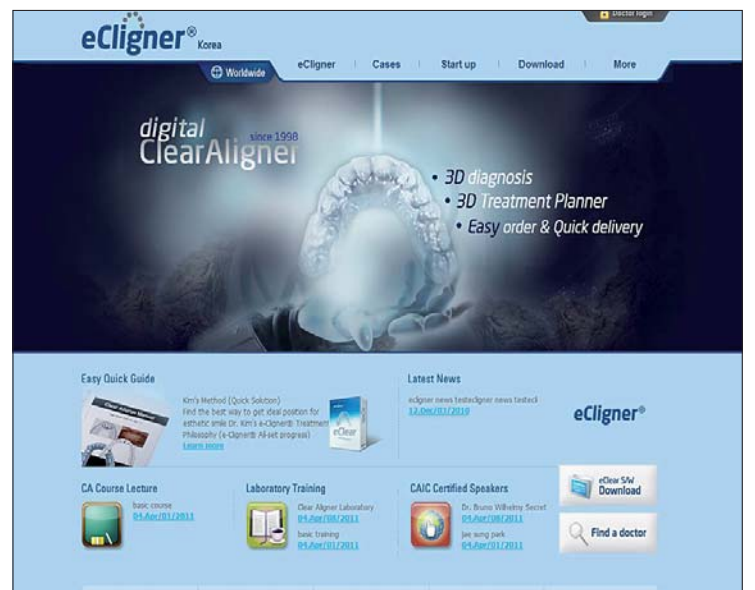 Doctor login
eCligner® Korea
Worldwide
eCligner
Cases
Start up
Download
More
digital
since 1998
ClearAligner
• 3D diagnosis
• 3D Treatment Planner
• Easy order & Quick delivery
Easy Quick Guide
Kim's Method (Quick Solution)
Find the best way to get ideal position for
esthetic smile Dr. Kim's e-Cligner® Treatment
Philosophy (e-Cligner® Al-set progress)
Learn more
Clear Aligner Manual
eClear
Latest News
ecligner news testecligner news testecli
12.Dec/03/2010
eCligner®
CA Course Lecture
basic course
04.Apr/01/2011
Laboratory Training
Clear Aligner Laboratory
04.Apr/08/2011
basic training
04.Apr/01/2011
CAIC Certified Speakers
Dr. Bruno Wilhelmy Secret
04.Apr/08/2011
jae sung park
04.Apr/01/2011
eClear S/W
Download
Find a doctor